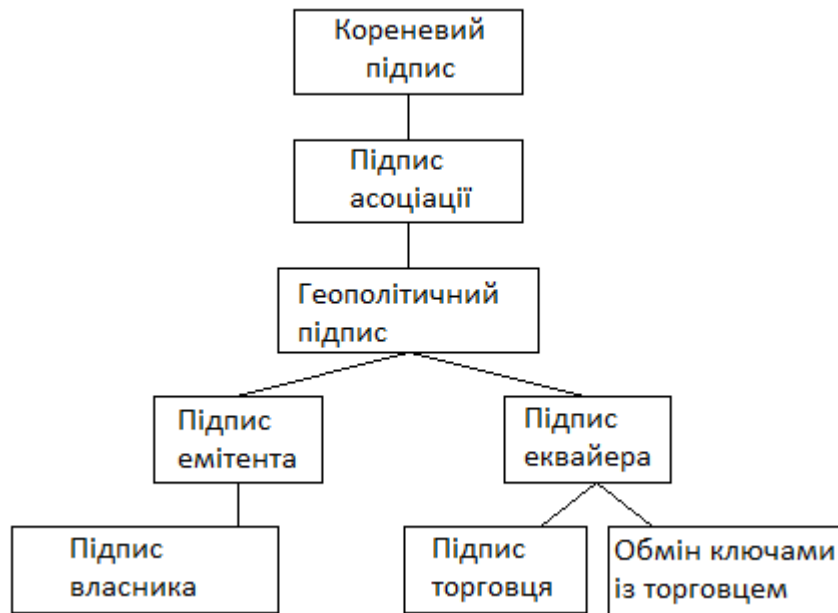 Кореневий
підпис
Підпис
асоціації
Геополітичний
підпис
Підпис
емітента
Підпис
еквайера
Підпис
власника
Підпис
торговця
Обмін ключами
із торговцем